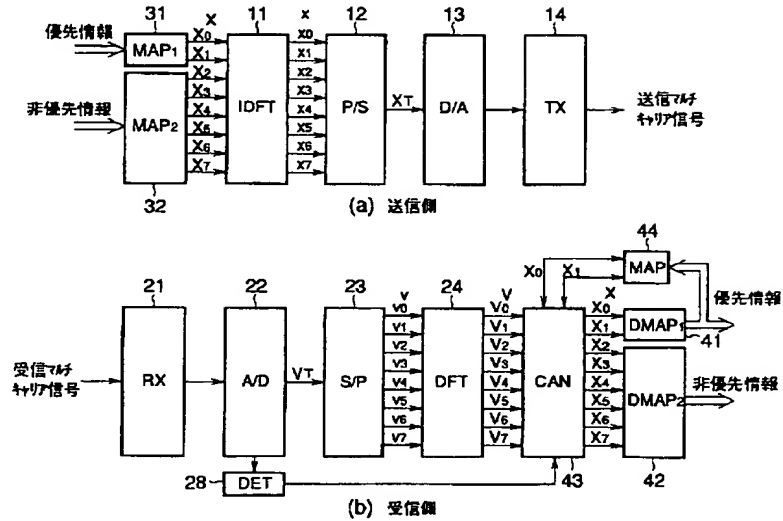 31
X
11
x
12
13
14
優先情報
MAP1
X0
X1
X2
X3
X4
X5
X6
X7
非優先情報
MAP2
32
IDFT
x0
x1
x2
x3
x4
x5
x6
x7
P/S
XT
D/A
TX
送信マルチ
キャリア信号
(a) 送信側
44
X0
X1
MAP
優先情報
21
22
23
v
24
V
X
受信マルチ
キャリア信号
RX
A/D
VT
S/P
v0
v1
v2
v3
v4
v5
v6
v7
DFT
V0
V1
V2
V3
V4
V5
V6
V7
CAN
43
X0
X1
X2
X3
X4
X5
X6
X7
DMAP1
41
DMAP2
42
非優先情報
28
DET
(b) 受信側